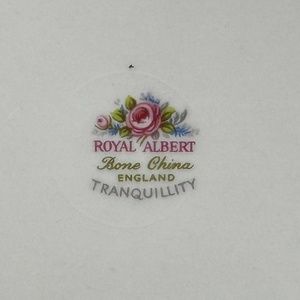 ROYAL ALBERT
Bone China
ENGLAND
TRANQUILLITY